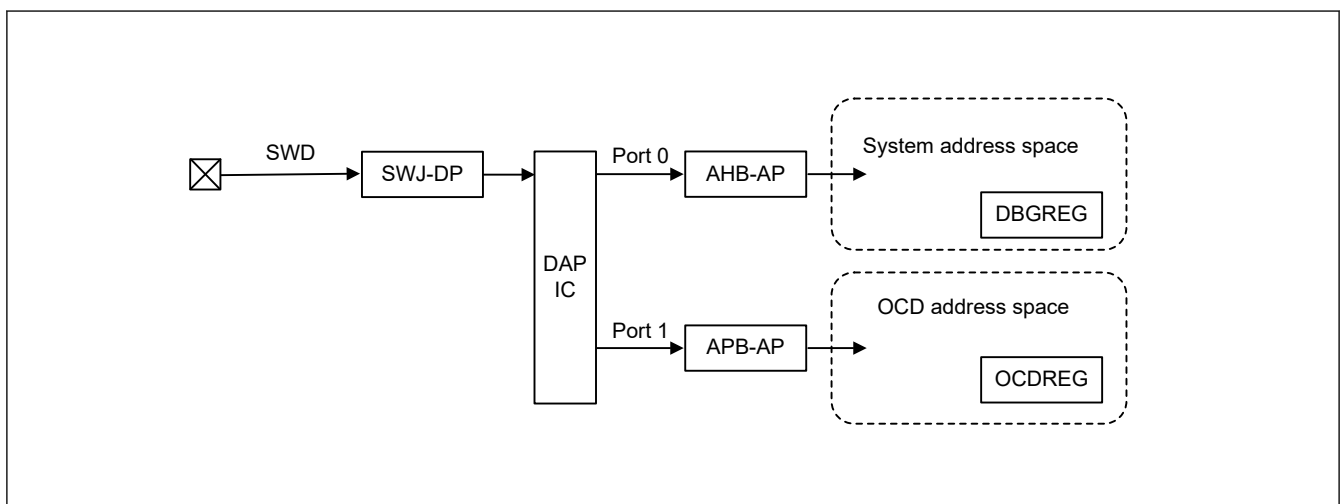 SWD
SWJ-DP
DAP
IC
Port 0
AHB-AP
System address space
DBGREG
Port 1
APB-AP
OCD address space
OCDREG